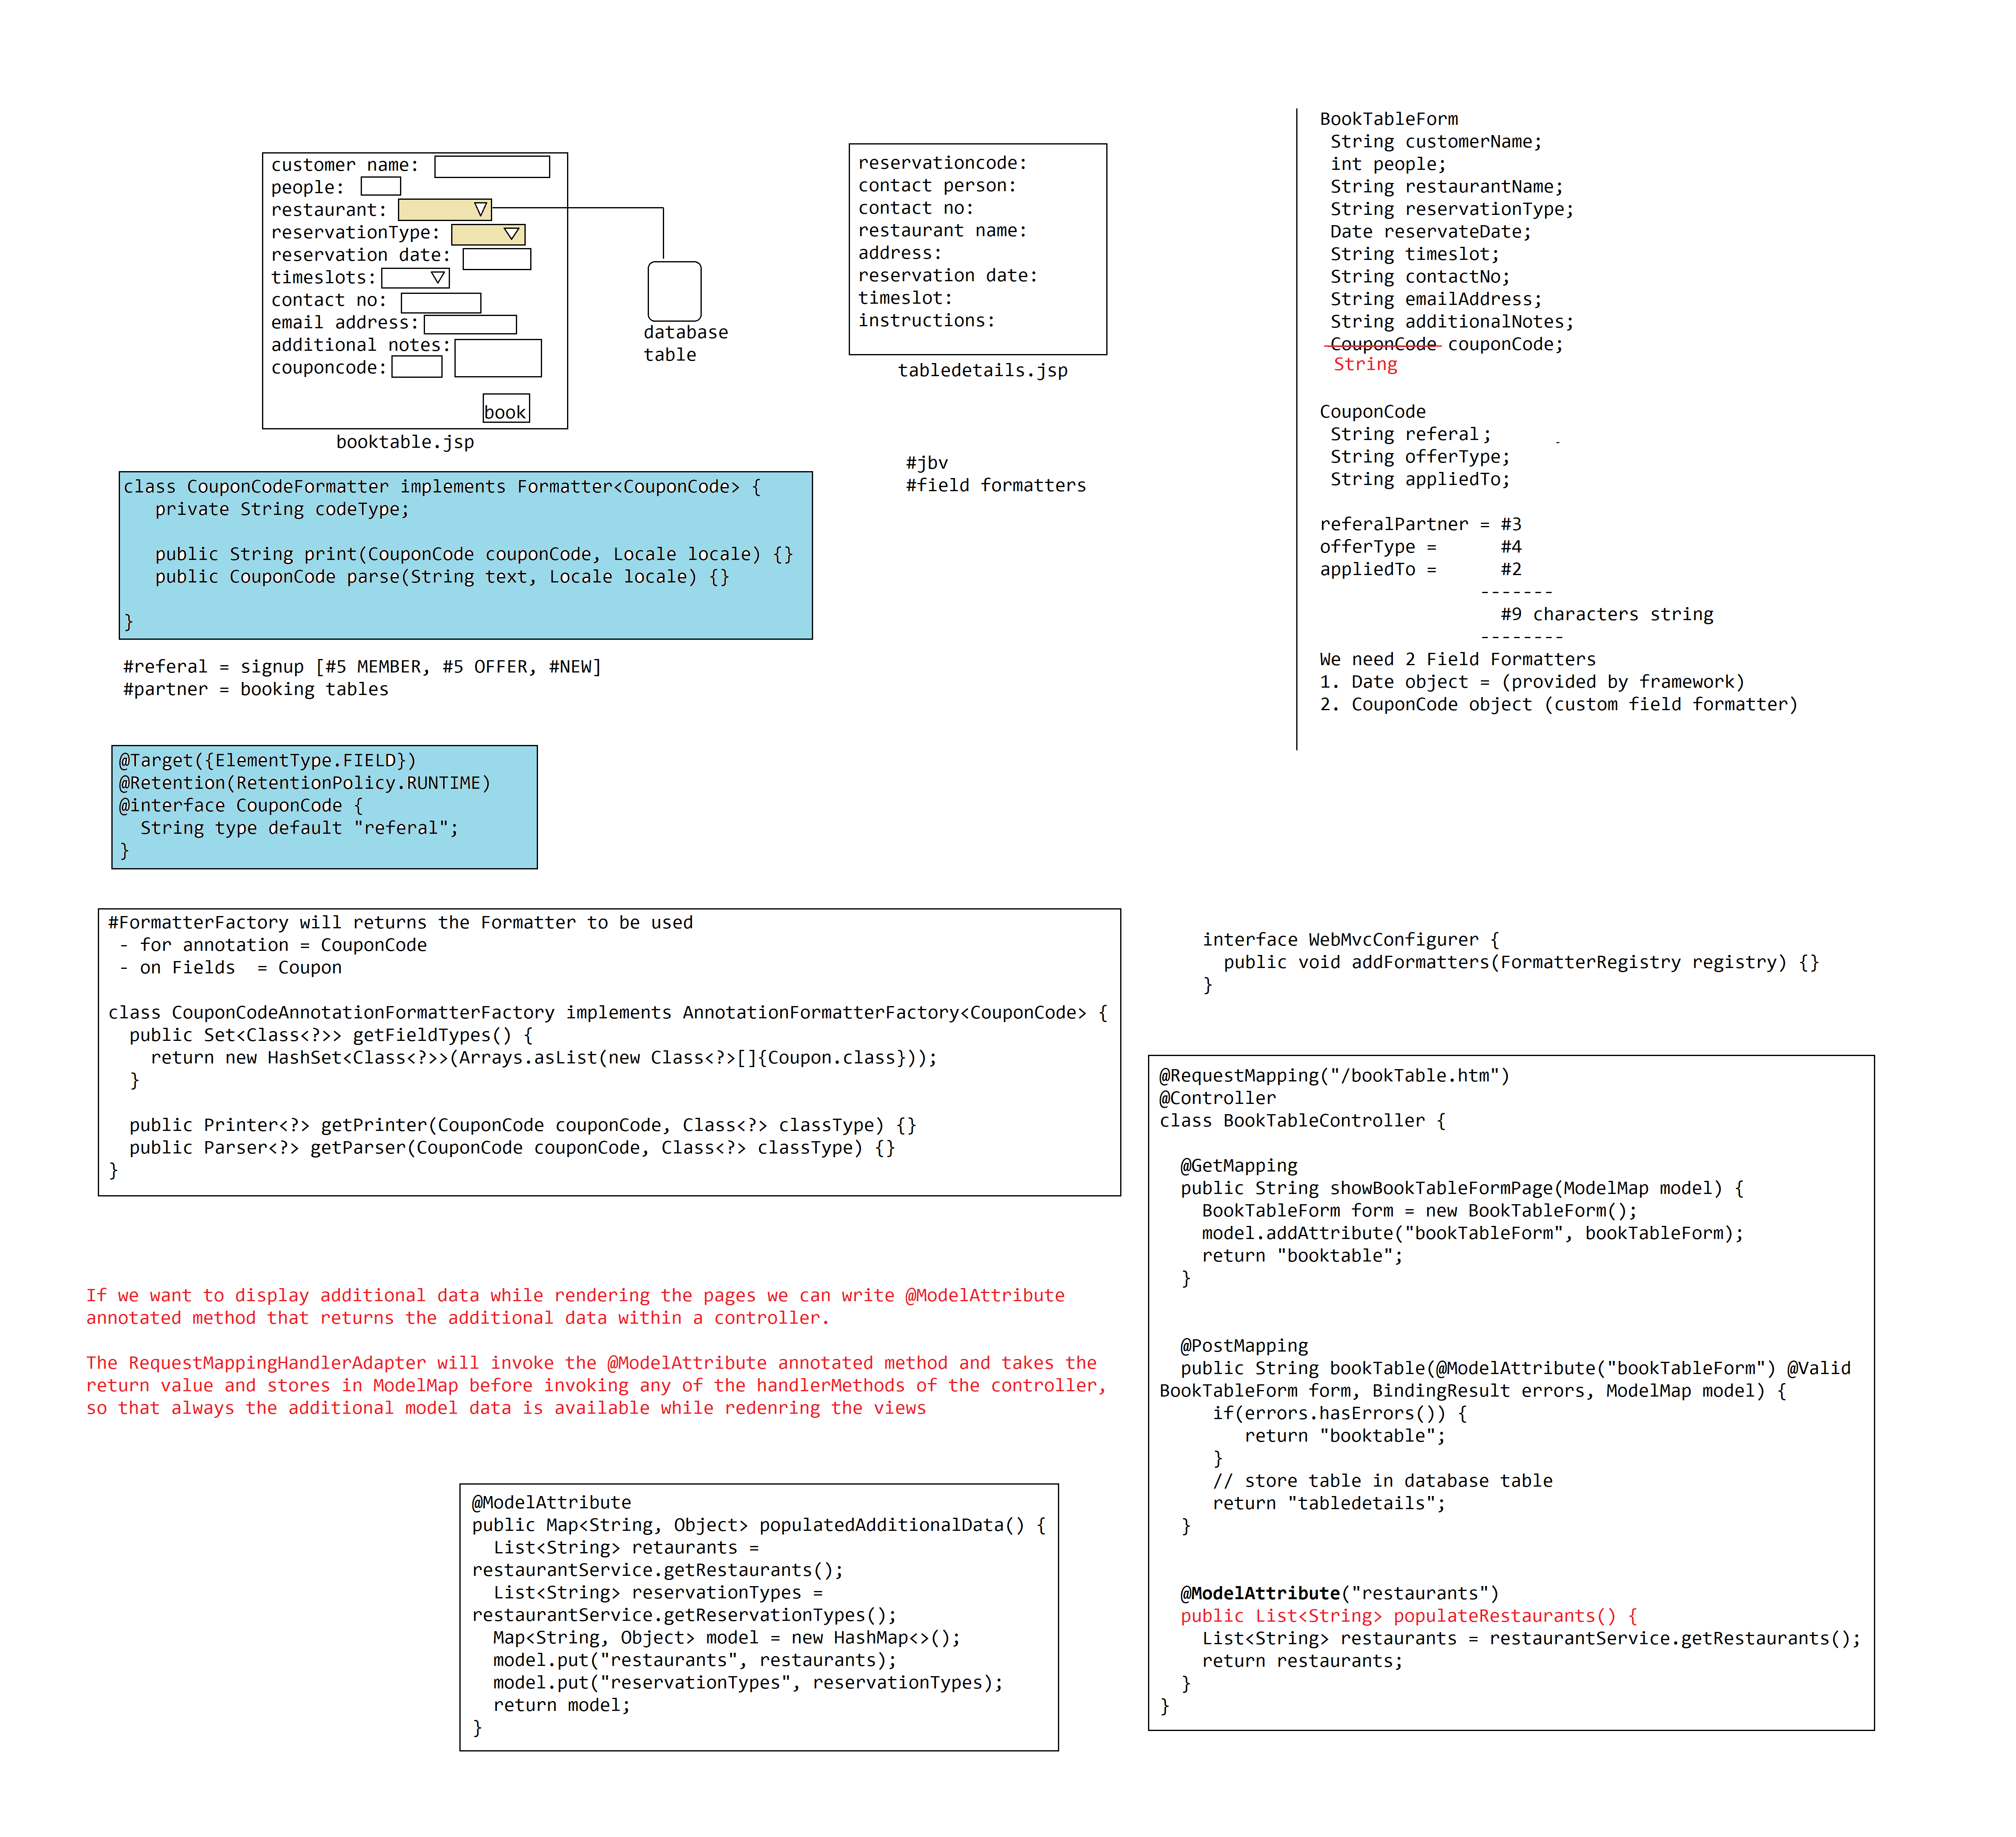 customer name:
people:
restaurant:
reservationType:
reservation date:
timeslots:
contact no:
email address:
additional notes:
couponcode:
book
booktable.jsp
database
table
reservationcode:
contact person:
contact no:
restaurant name:
address:
reservation date:
timeslot:
instructions:
tabledetails.jsp
#jbv
#field formatters
BookTableForm
String customerName;
int people;
String restaurantName;
String reservationType;
Date reservateDate;
String timeslot;
String contactNo;
String emailAddress;
String additionalNotes;
CouponCode couponCode;
String
CouponCode
String referal;
String offerType;
String appliedTo;
referalPartner = #3
offerType = #4
appliedTo = #2
-------
#9 characters string
--------
We need 2 Field Formatters
1. Date object = (provided by framework)
2. CouponCode object (custom field formatter)
class CouponCodeFormatter implements Formatter<CouponCode> {
private String codeType;
public String print(CouponCode couponCode, Locale locale) {}
public CouponCode parse(String text, Locale locale) {}
}
#referal = signup [#5 MEMBER, #5 OFFER, #NEW]
#partner = booking tables
@Target({ElementType.FIELD})
@Retention(RetentionPolicy.RUNTIME)
@interface CouponCode {
String type default "referal";
}
#FormatterFactory will returns the Formatter to be used
- for annotation = CouponCode
- on Fields  = Coupon
class CouponCodeAnnotationFormatterFactory implements AnnotationFormatterFactory<CouponCode> {
public Set<Class<?>> getFieldTypes() {
return new HashSet<Class<?>>(Arrays.asList(new Class<?>[]{Coupon.class}));
}
public Printer<?> getPrinter(CouponCode couponCode, Class<?> classType) {}
public Parser<?> getParser(CouponCode couponCode, Class<?> classType) {}
}
interface WebMvcConfigurer {
public void addFormatters(FormatterRegistry registry) {}
}
@RequestMapping("/bookTable.htm")
@Controller
class BookTableController {
@GetMapping
public String showBookTableFormPage(ModelMap model) {
BookTableForm form = new BookTableForm();
model.addAttribute("bookTableForm", bookTableForm);
return "booktable";
}
@PostMapping
public String bookTable(@ModelAttribute("bookTableForm") @Valid
BookTableForm form, BindingResult errors, ModelMap model) {
if(errors.hasErrors()) {
return "booktable";
}
// store table in database table
return "tabledetails";
}
@ModelAttribute("restaurants")
public List<String> populateRestaurants() {
List<String> restaurants = restaurantService.getRestaurants();
return restaurants;
}
}
If we want to display additional data while rendering the pages we can write @ModelAttribute
annotated method that returns the additional data within a controller.
The RequestMappingHandlerAdapter will invoke the @ModelAttribute annotated method and takes the
return value and stores in ModelMap before invoking any of the handlerMethods of the controller,
so that always the additional model data is available while redenring the views
@ModelAttribute
public Map<String, Object> populatedAdditionalData() {
List<String> retaurants =
restaurantService.getRestaurants();
List<String> reservationTypes =
restaurantService.getReservationTypes();
Map<String, Object> model = new HashMap<>();
model.put("restaurants", restaurants);
model.put("reservationTypes", reservationTypes);
return model;
}